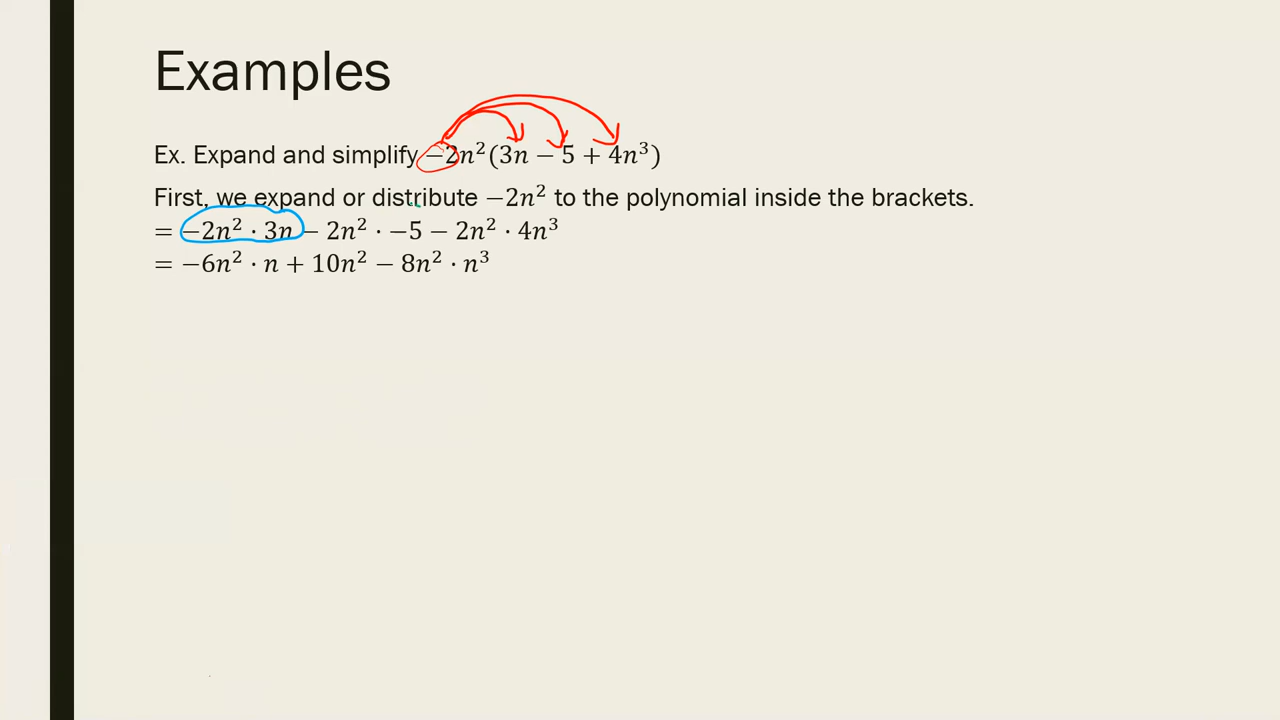 Examples
Ex. Expand and simplify −2n²(3n − 5 + 4n³)
First, we expand or distribute −2n² to the polynomial inside the brackets.
= −2n² · 3n − 2n² · −5 − 2n² · 4n³
= −6n² · n + 10n² − 8n² · n³